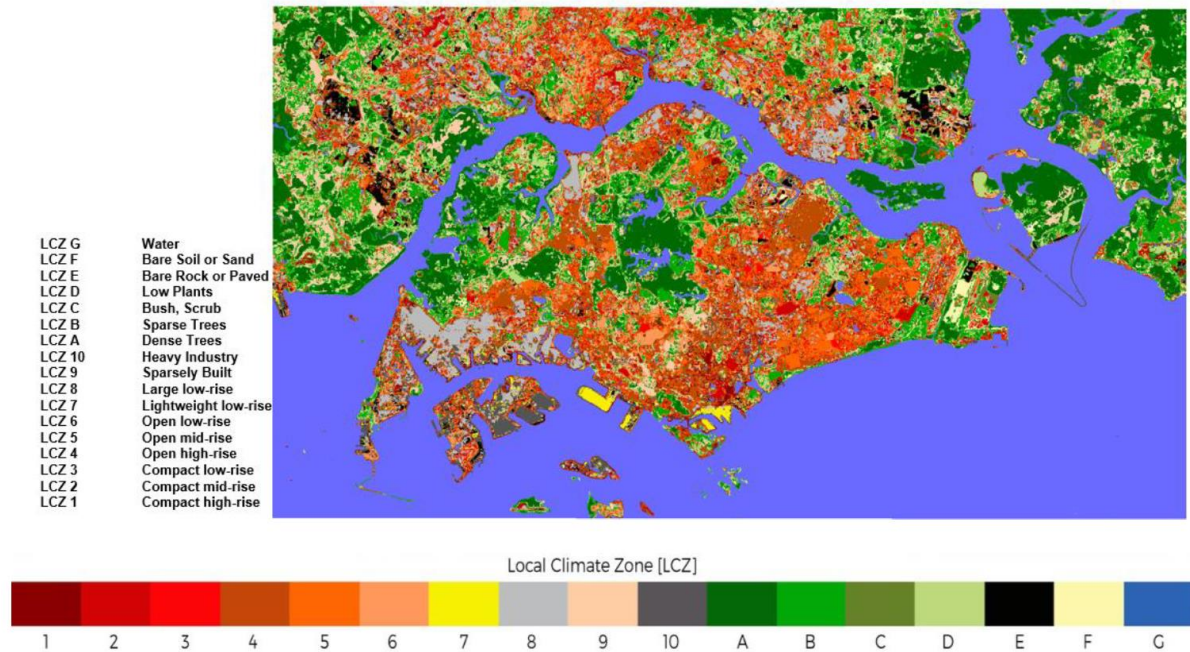 LCZ G Water
LCZ F Bare Soil or Sand
LCZ E Bare Rock or Paved
LCZ D Low Plants
LCZ C Bush, Scrub
LCZ B Sparse Trees
LCZ A Dense Trees
LCZ 10 Heavy Industry
LCZ 9 Sparsely Built
LCZ 8 Large low-rise
LCZ 7 Lightweight low-rise
LCZ 6 Open low-rise
LCZ 5 Open mid-rise
LCZ 4 Open high-rise
LCZ 3 Compact low-rise
LCZ 2 Compact mid-rise
LCZ 1 Compact high-rise
Local Climate Zone [LCZ]
1 2 3 4 5 6 7 8 9 10 A B C D E F G